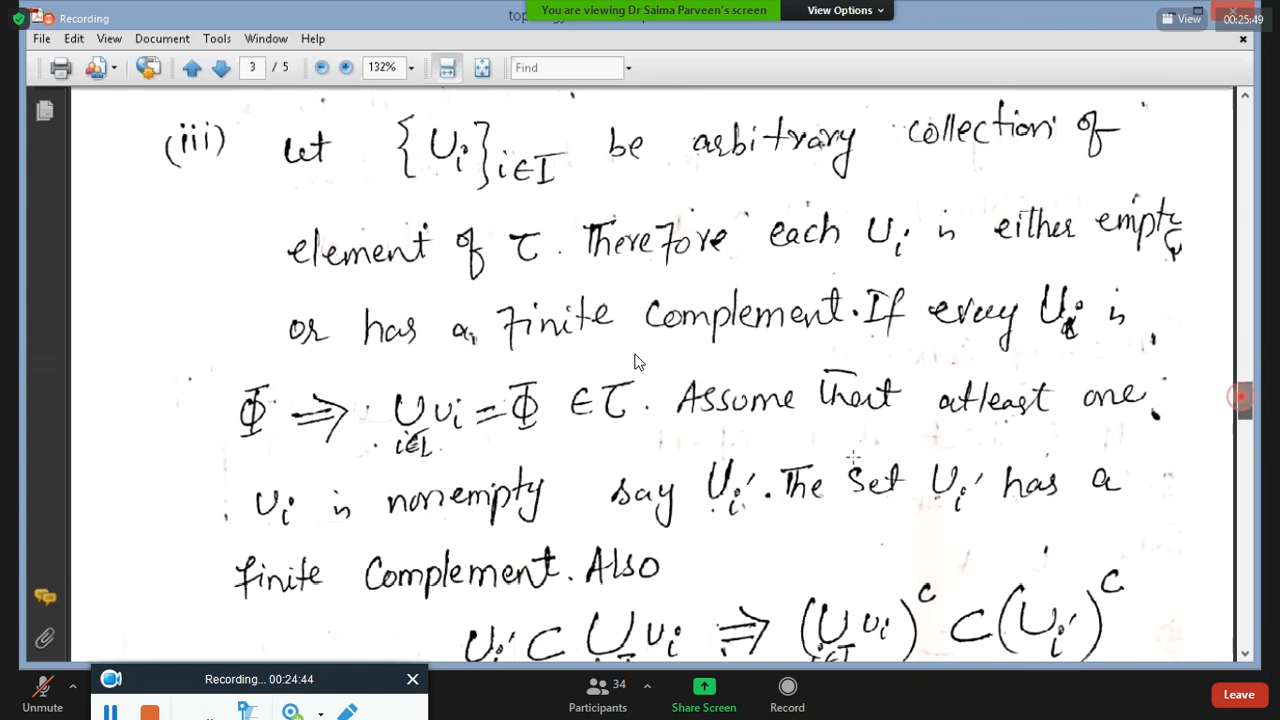 You are viewing Dr Saima Parveen's screen
View Options
Recording
View
00:25:49
File Edit View Document Tools Window Help
3 / 5
132%
Find
(iii) Let {Ui}i∈I be arbitrary collection of
element of τ. Therefore each Ui is either empty
or has a finite complement. If every Ui is
Φ ⇒ ⋃i∈I Ui = Φ ∈ τ. Assume that atleast one
Ui is nonempty say Ui'. The set Ui' has a
finite complement. Also
Ui' ⊂ ⋃i∈I Ui ⇒ (⋃i∈I Ui)^c ⊂ (Ui')^c
Recording... 00:24:44
Unmute
34
Participants
Share Screen
Record
Leave